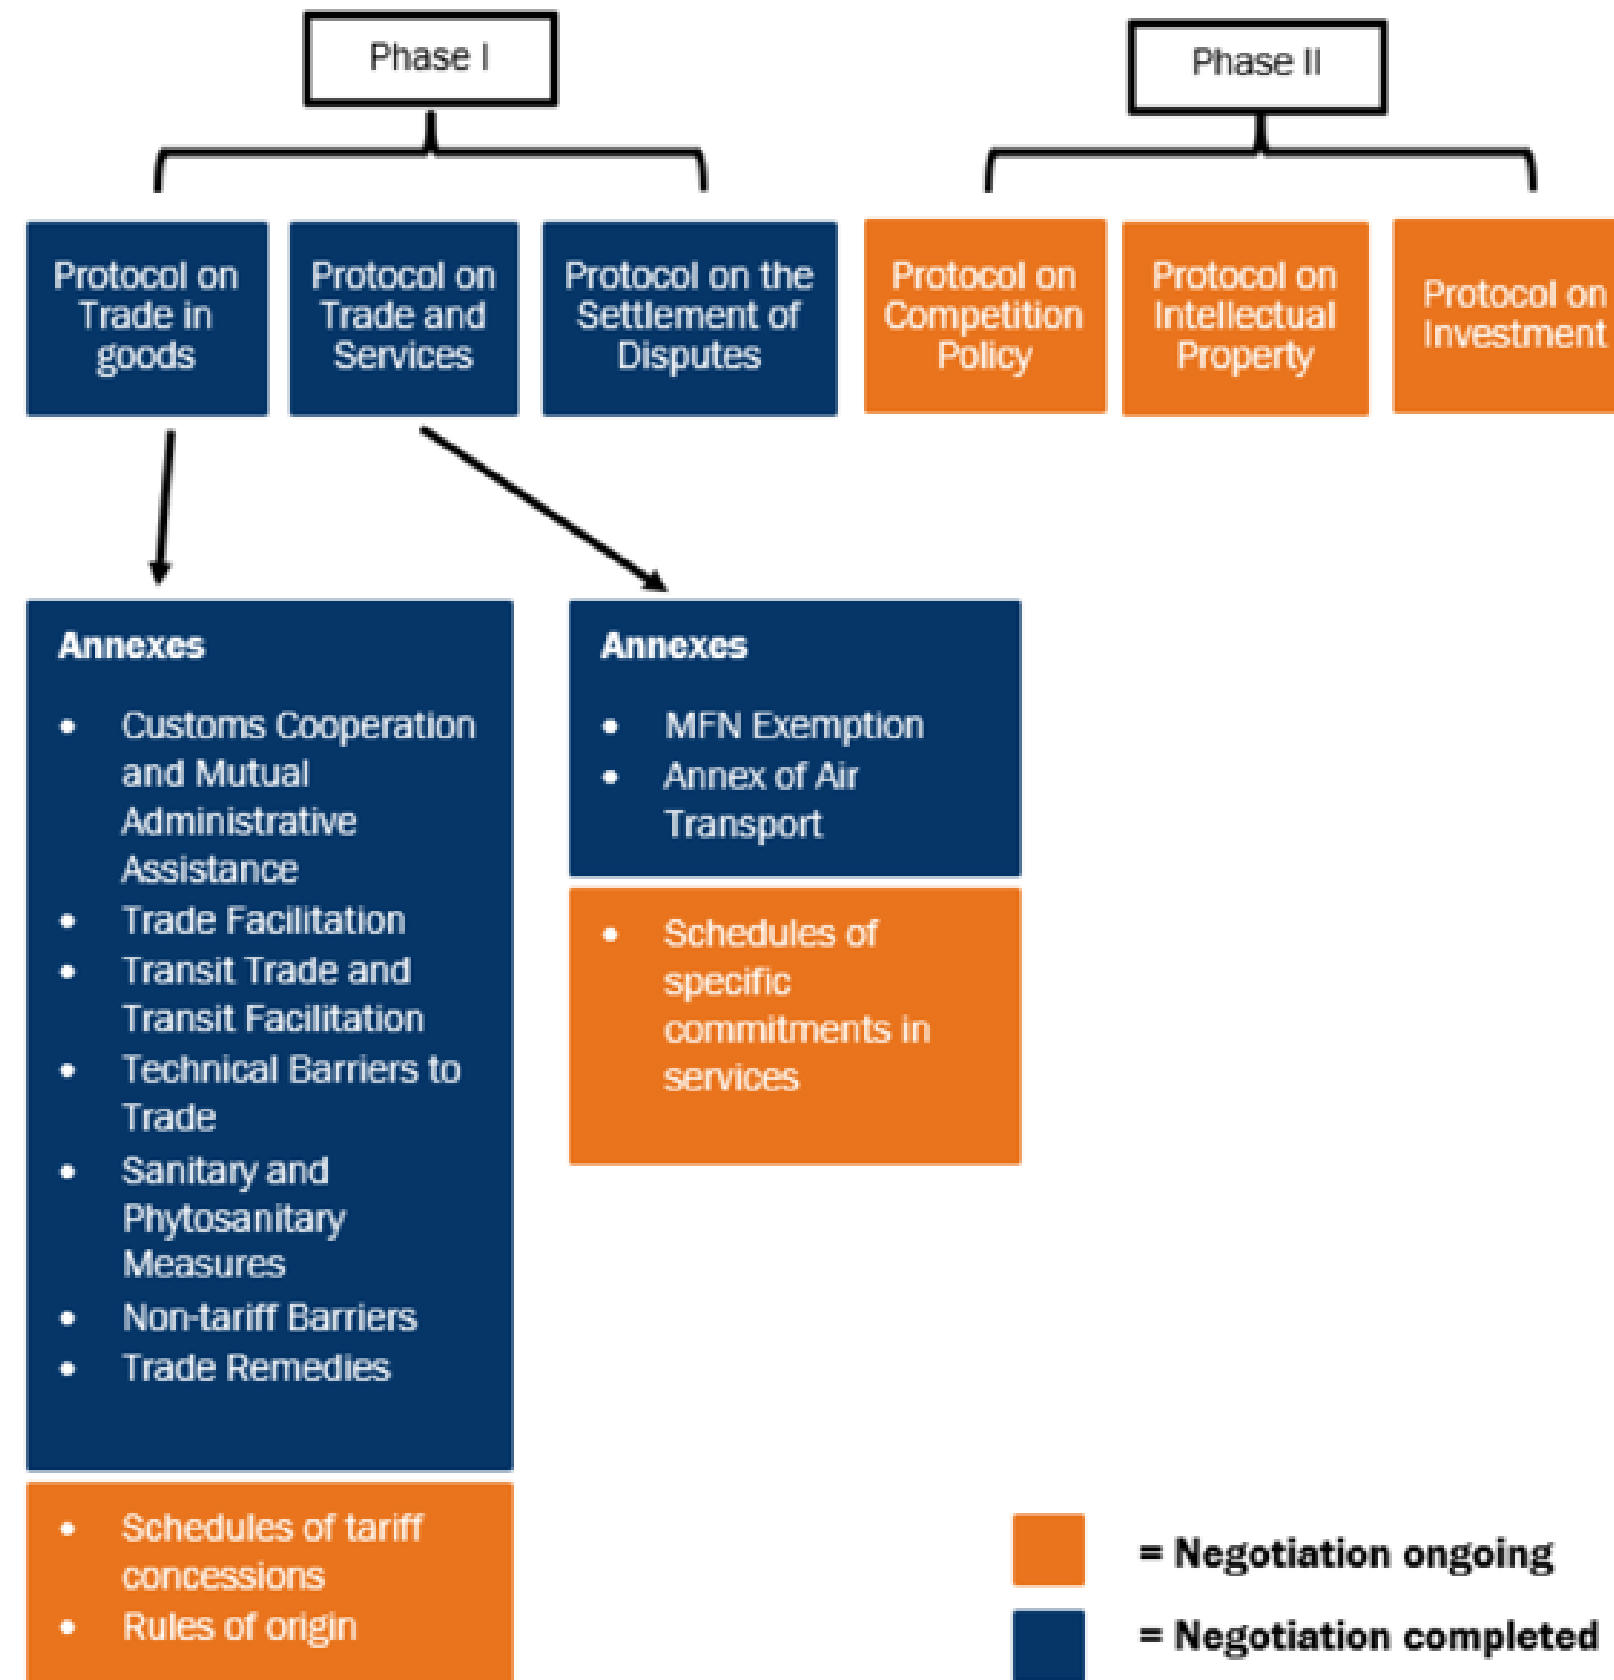 Phase I
Phase II
Protocol on
Trade in
goods
Protocol on
Trade and
Services
Protocol on the
Settlement of
Disputes
Protocol on
Competition
Policy
Protocol on
Intellectual
Property
Protocol on
Investment
Annexes
• Customs Cooperation
and Mutual
Administrative
Assistance
• Trade Facilitation
• Transit Trade and
Transit Facilitation
• Technical Barriers to
Trade
• Sanitary and
Phytosanitary
Measures
• Non-tariff Barriers
• Trade Remedies
• Schedules of tariff
concessions
• Rules of origin
Annexes
• MFN Exemption
• Annex of Air
Transport
• Schedules of
specific
commitments in
services
= Negotiation ongoing
= Negotiation completed